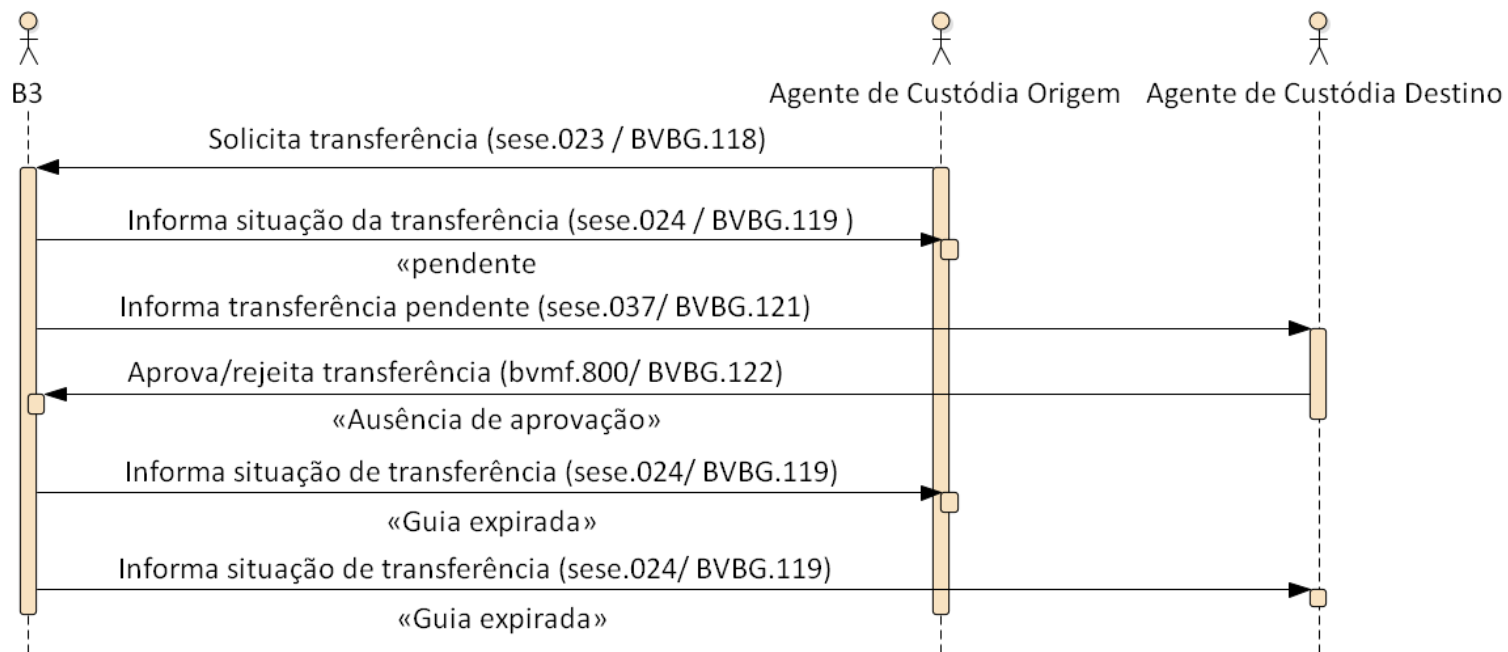 B3
Agente de Custódia Origem
Agente de Custódia Destino
Solicita transferência (sese.023 / BVBG.118)
Informa situação da transferência (sese.024 / BVBG.119 )
«pendente
Informa transferência pendente (sese.037/ BVBG.121)
Aprova/rejeita transferência (bvmf.800/ BVBG.122)
«Ausência de aprovação»
Informa situação de transferência (sese.024/ BVBG.119)
«Guia expirada»
Informa situação de transferência (sese.024/ BVBG.119)
«Guia expirada»